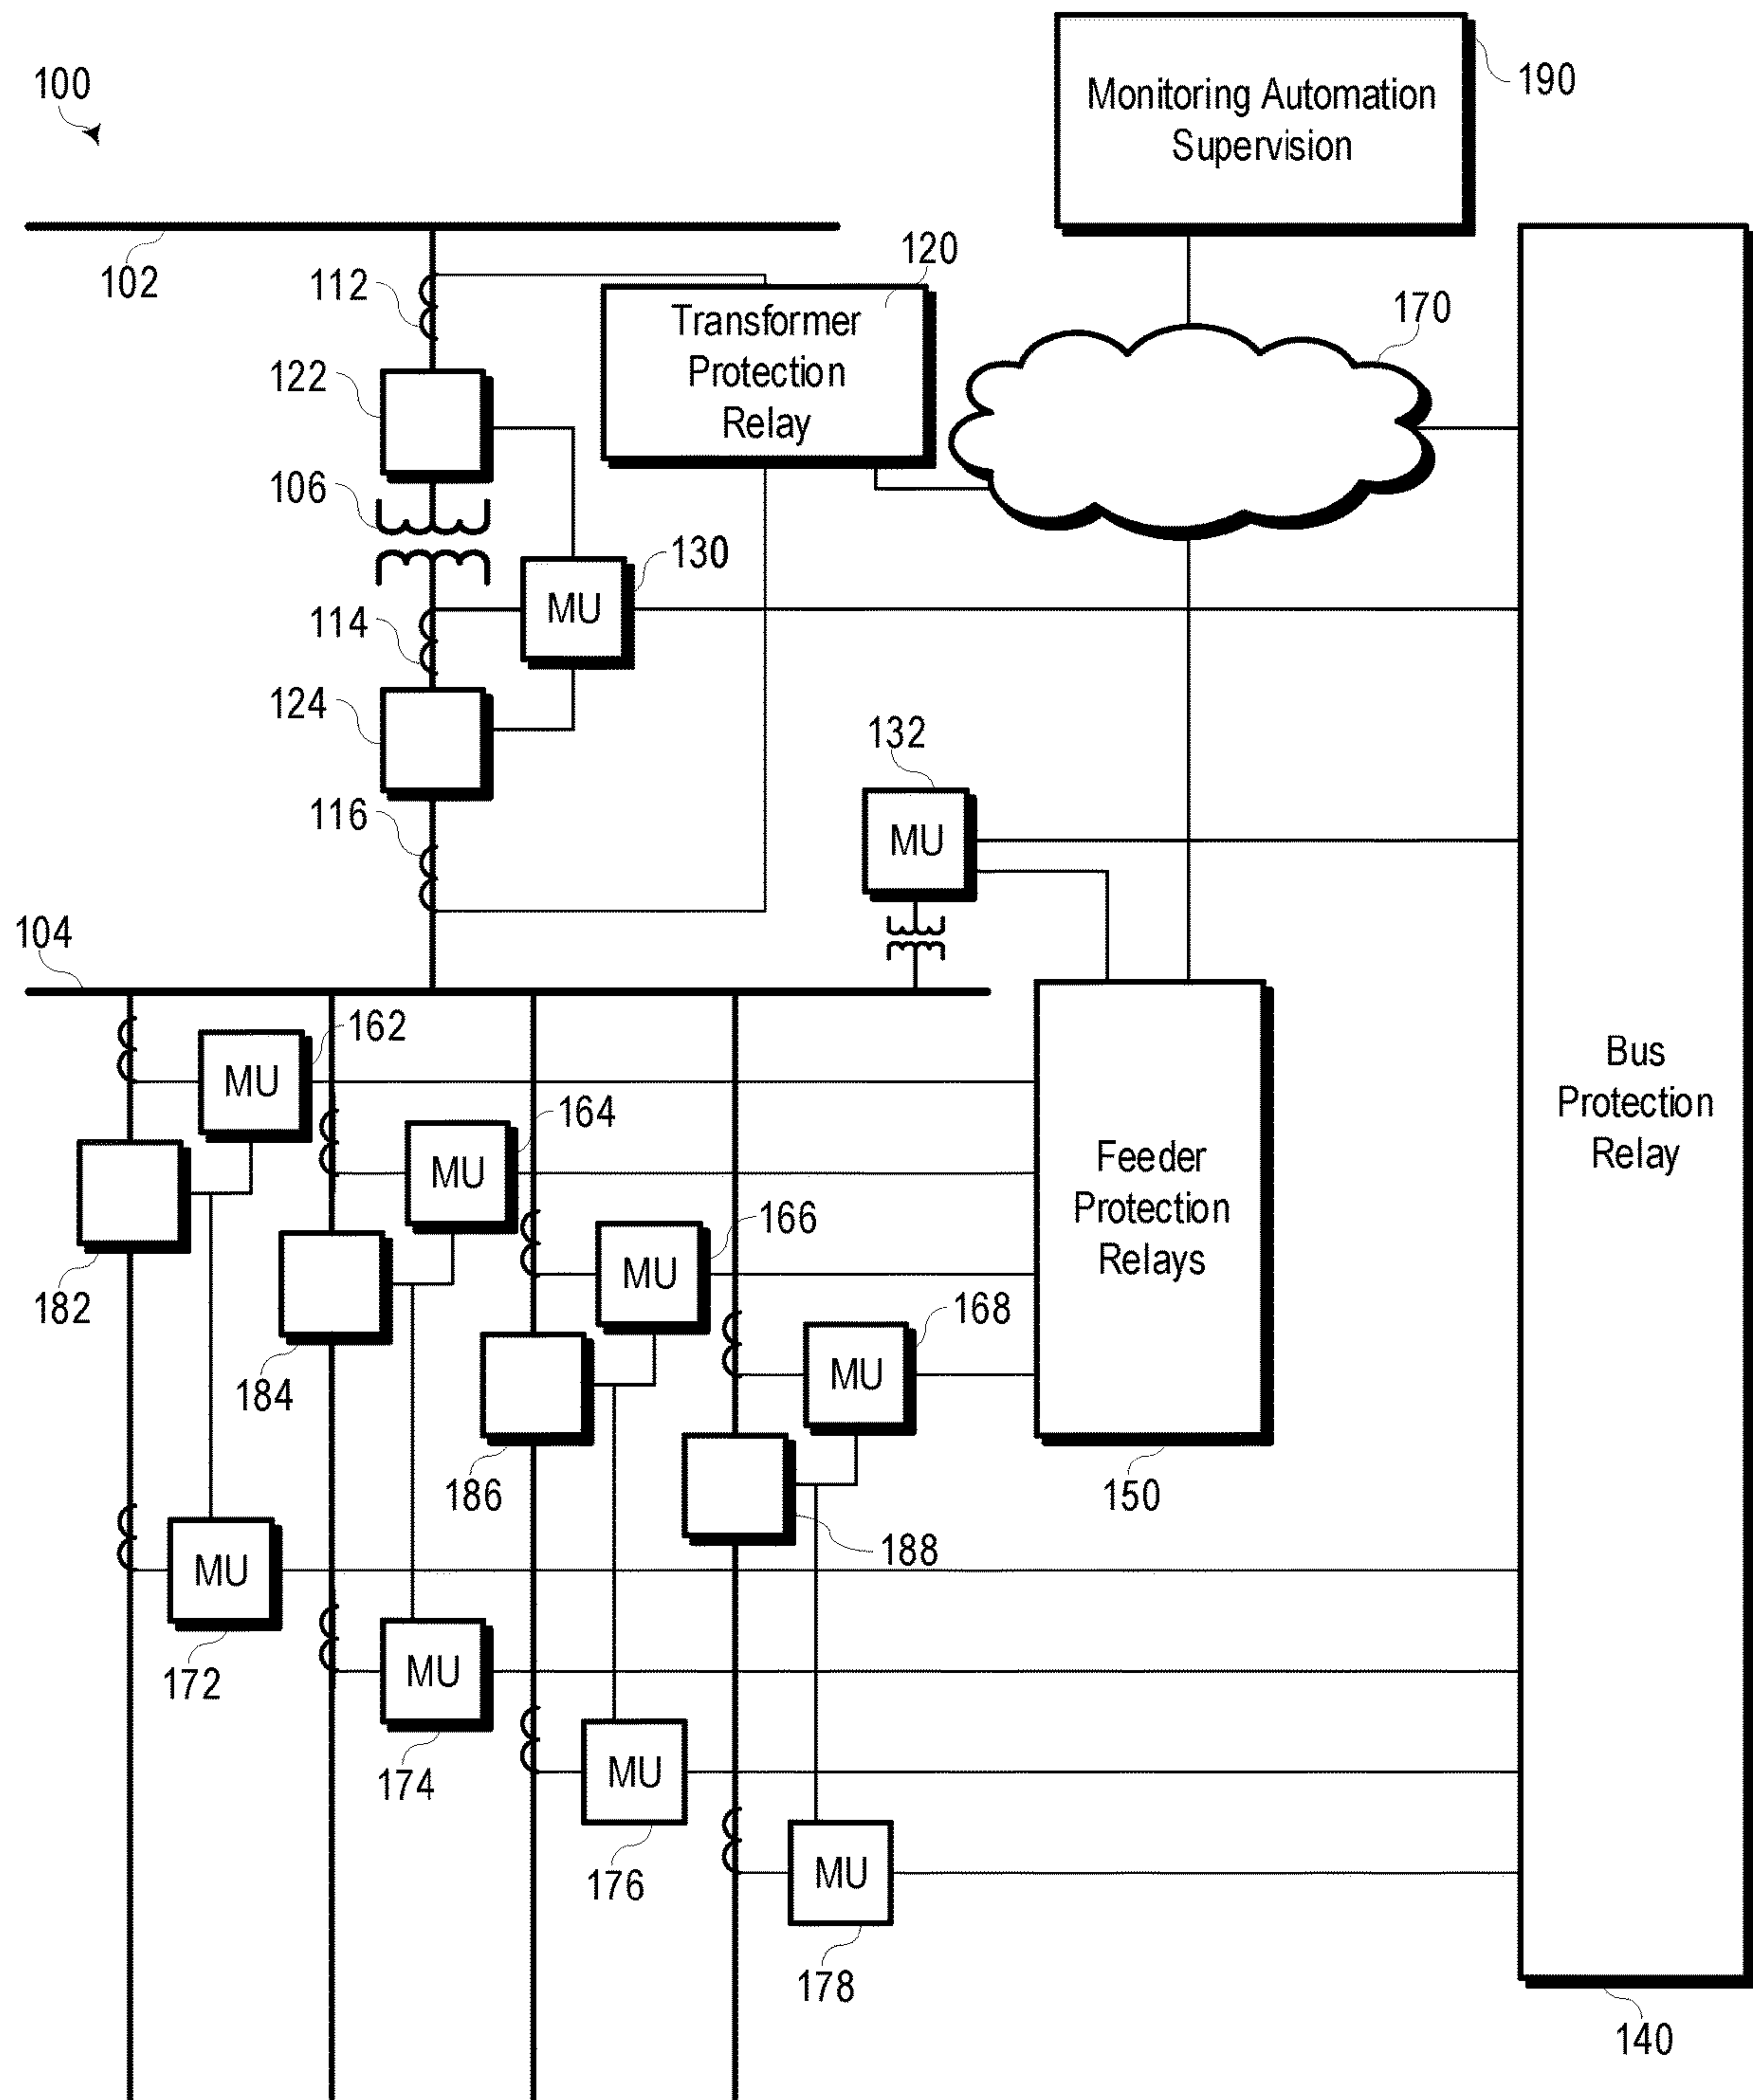 100
Monitoring Automation
Supervision
190
102
112
120
Transformer
Protection
Relay
170
122
106
130
MU
114
124
132
MU
116
104
162
MU
164
MU
166
MU
168
MU
Feeder
Protection
Relays
Bus
Protection
Relay
182
184
186
150
188
MU
172
MU
174
MU
176
MU
178
140